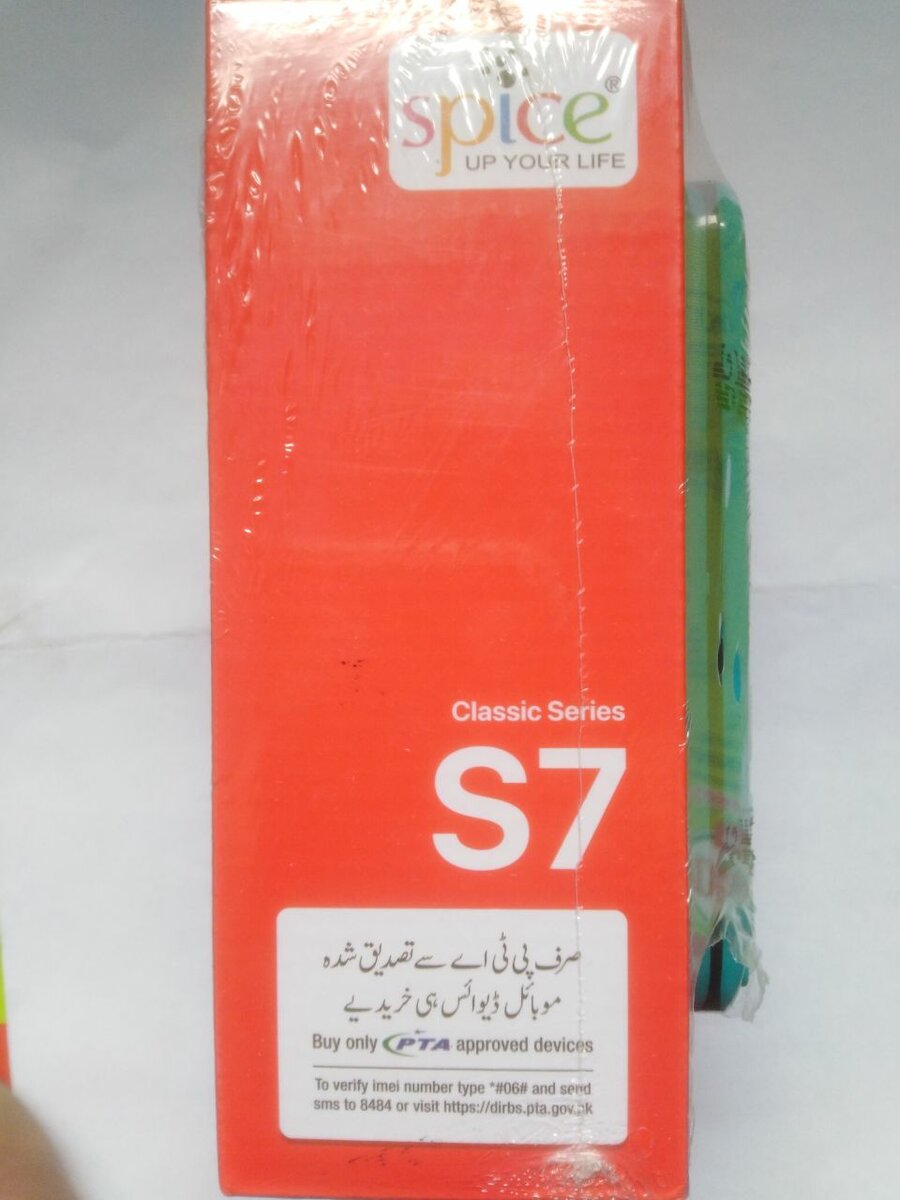 spice®
UP YOUR LIFE
Classic Series
S7
صرف پی ٹی اے سے تصدیق شدہ
موبائل ڈیوائس ہی خریدیے
Buy only PTA approved devices
To verify imei number type *#06# and send
sms to 8484 or visit https://dirbs.pta.gov.pk